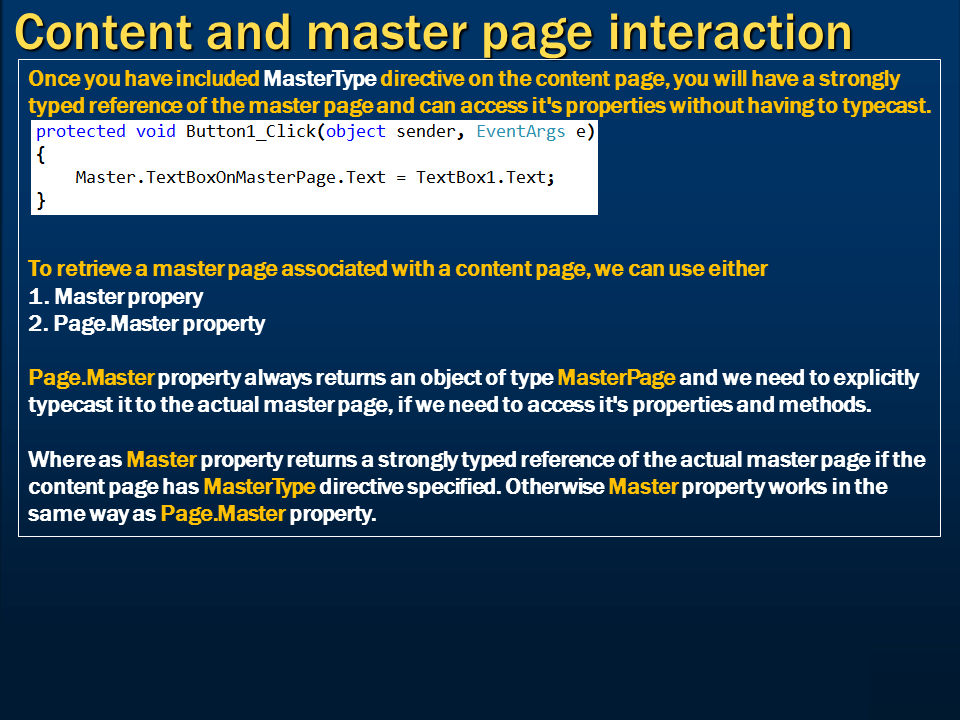 Content and master page interaction
Once you have included MasterType directive on the content page, you will have a strongly
typed reference of the master page and can access it's properties without having to typecast.
protected void Button1_Click(object sender, EventArgs e)
{
    Master.TextBoxOnMasterPage.Text = TextBox1.Text;
}
To retrieve a master page associated with a content page, we can use either
1. Master propery
2. Page.Master property
Page.Master property always returns an object of type MasterPage and we need to explicitly
typecast it to the actual master page, if we need to access it's properties and methods.
Where as Master property returns a strongly typed reference of the actual master page if the
content page has MasterType directive specified. Otherwise Master property works in the
same way as Page.Master property.